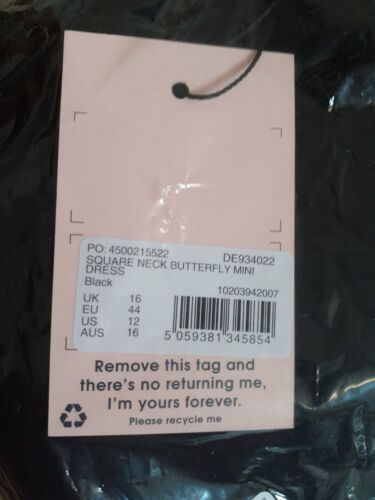 PO: 4500215522 DE934022
SQUARE NECK BUTTERFLY MINI
DRESS
Black
10203942007
UK 16
EU 44
US 12
AUS 16
5 059381 345854
Remove this tag and
there's no returning me,
I'm yours forever.
Please recycle me